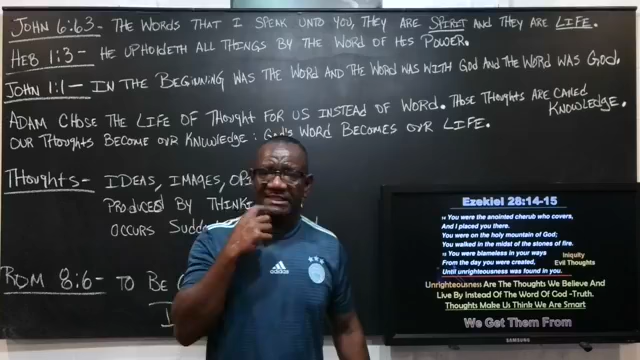 JOHN 6:63 - THE WORDS THAT I SPEAK UNTO YOU, THEY ARE SPIRIT AND THEY ARE LIFE.
HEB 1:3 - HE UPHOLDETH ALL THINGS BY THE WORD OF HIS POWER.
JOHN 1:1 - IN THE BEGINNING WAS THE WORD AND THE WORD WAS WITH GOD AND THE WORD WAS GOD.
ADAM CHOSE THE LIFE OF THOUGHT FOR US INSTEAD OF WORD. THOSE THOUGHTS ARE CALLED KNOWLEDGE.
OUR THOUGHTS BECOME OUR KNOWLEDGE: GOD'S WORD BECOMES OUR LIFE.
THOUGHTS - IDEAS, IMAGES,
PRODUCED BY
OCCURS
ROM 8:6 - TO BE
adidas
Ezekiel 28:14-15
14 You were the anointed cherub who covers,
And I placed you there.
You were on the holy mountain of God;
You walked in the midst of the stones of fire.
15 You were blameless in your ways
From the day you were created,
Until unrighteousness was found in you.
Iniquity
Evil Thoughts
Unrighteousness Are The Thoughts We Believe And
Live By Instead Of The Word Of God -Truth.
Thoughts Make Us Think We Are Smart
We Get Them From
SAMSUNG